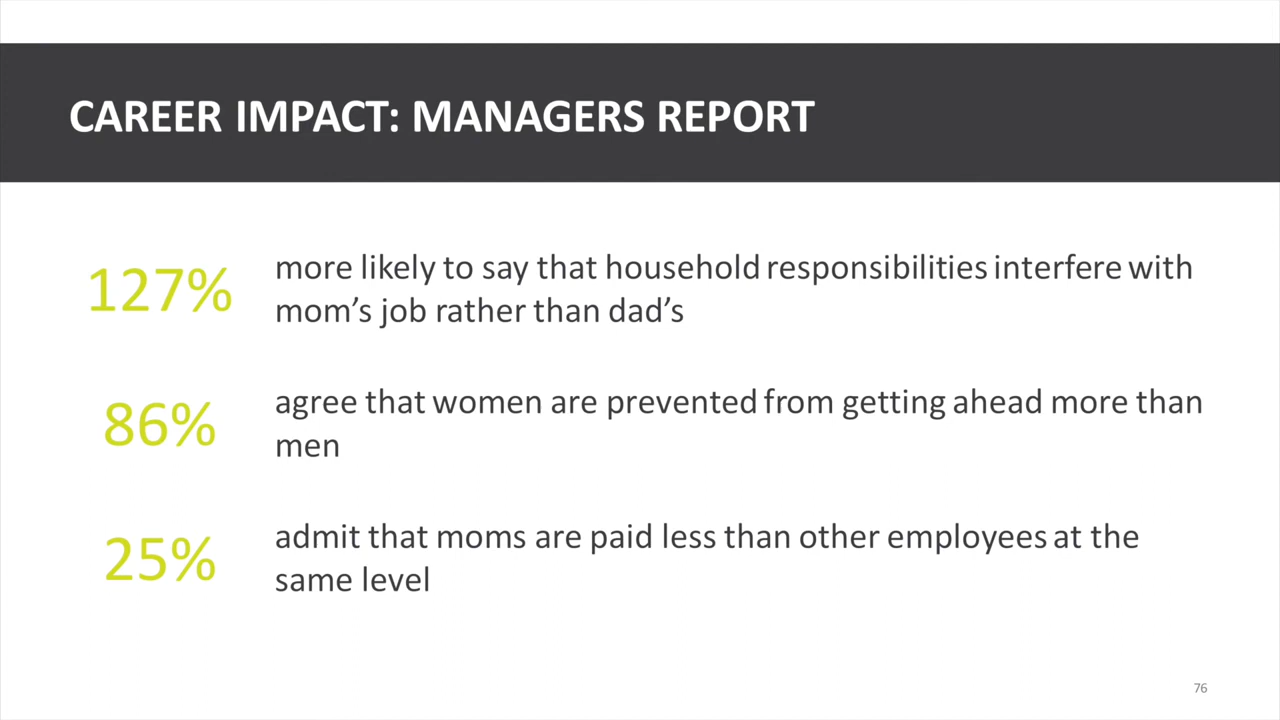 CAREER IMPACT: MANAGERS REPORT
127%
more likely to say that household responsibilities interfere with
mom’s job rather than dad’s
86%
agree that women are prevented from getting ahead more than
men
25%
admit that moms are paid less than other employees at the
same level
76